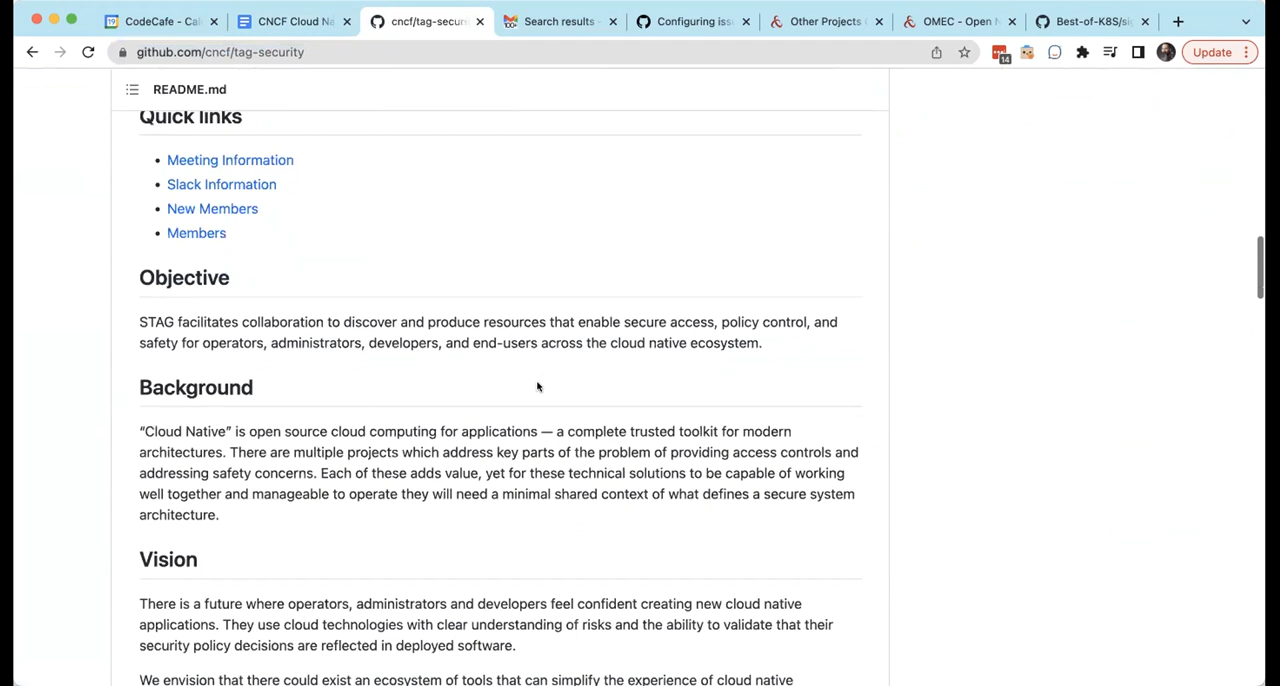 CodeCafe - Cal
CNCF Cloud Na
cncf/tag-secur
Search results -
Configuring iss
Other Projects
OMEC - Open N
Best-of-K8S/si
github.com/cncf/tag-security
14
Update
README.md
Quick links
• Meeting Information
• Slack Information
• New Members
• Members
Objective
STAG facilitates collaboration to discover and produce resources that enable secure access, policy control, and
safety for operators, administrators, developers, and end-users across the cloud native ecosystem.
Background
“Cloud Native” is open source cloud computing for applications — a complete trusted toolkit for modern
architectures. There are multiple projects which address key parts of the problem of providing access controls and
addressing safety concerns. Each of these adds value, yet for these technical solutions to be capable of working
well together and manageable to operate they will need a minimal shared context of what defines a secure system
architecture.
Vision
There is a future where operators, administrators and developers feel confident creating new cloud native
applications. They use cloud technologies with clear understanding of risks and the ability to validate that their
security policy decisions are reflected in deployed software.
We envision that there could exist an ecosystem of tools that can simplify the experience of cloud native